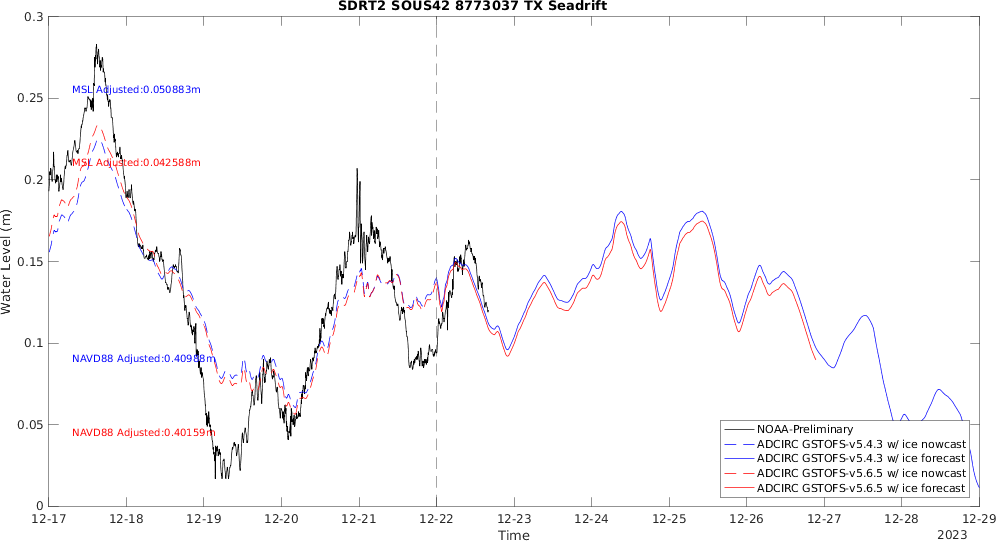 SDRT2 SOUS42 8773037 TX Seadrift
0.3
0.25
0.2
0.15
0.1
0.05
0
Water Level (m)
MSL Adjusted:0.050883m
MSL Adjusted:0.042588m
NAVD88 Adjusted:0.40988m
NAVD88 Adjusted:0.40159m
NOAA-Preliminary
ADCIRC GSTOFS-v5.4.3 w/ ice nowcast
ADCIRC GSTOFS-v5.4.3 w/ ice forecast
ADCIRC GSTOFS-v5.6.5 w/ ice nowcast
ADCIRC GSTOFS-v5.6.5 w/ ice forecast
12-17 12-18 12-19 12-20 12-21 12-22 12-23 12-24 12-25 12-26 12-27 12-28 12-29
Time
2023